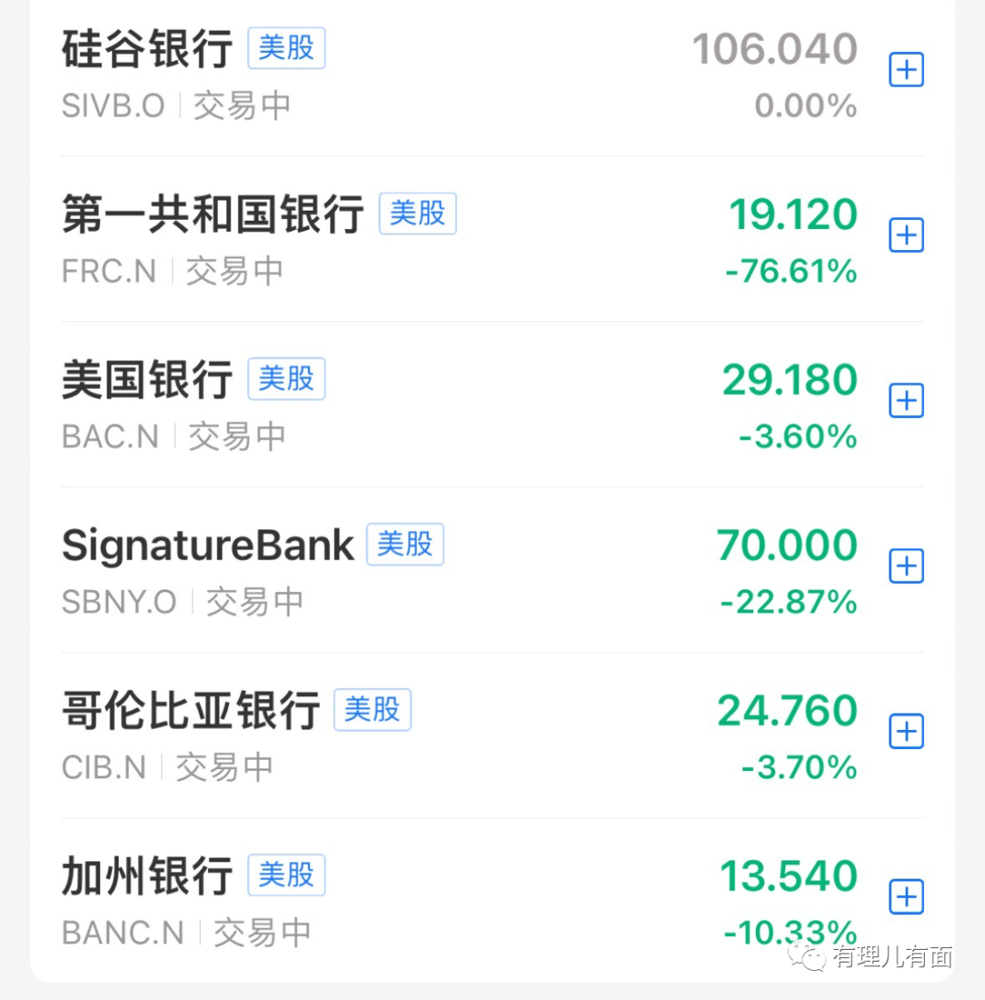 硅谷银行 美股 106.040
SIVB.O 交易中 0.00%
第一共和国银行 美股 19.120
FRC.N 交易中 -76.61%
美国银行 美股 29.180
BAC.N 交易中 -3.60%
SignatureBank 美股 70.000
SBNY.O 交易中 -22.87%
哥伦比亚银行 美股 24.760
CIB.N 交易中 -3.70%
加州银行 美股 13.540
BANC.N 交易中 -10.33%
有理儿有面